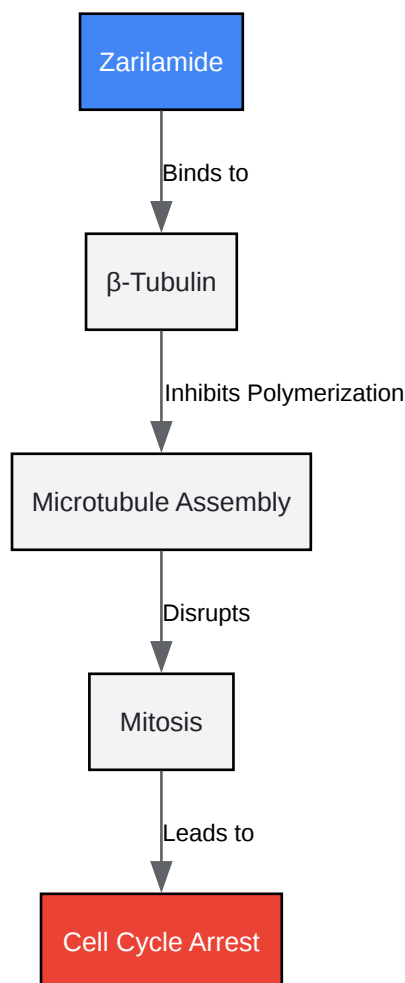 Zarilamide
Binds to
β-Tubulin
Inhibits Polymerization
Microtubule Assembly
Disrupts
Mitosis
Leads to
Cell Cycle Arrest